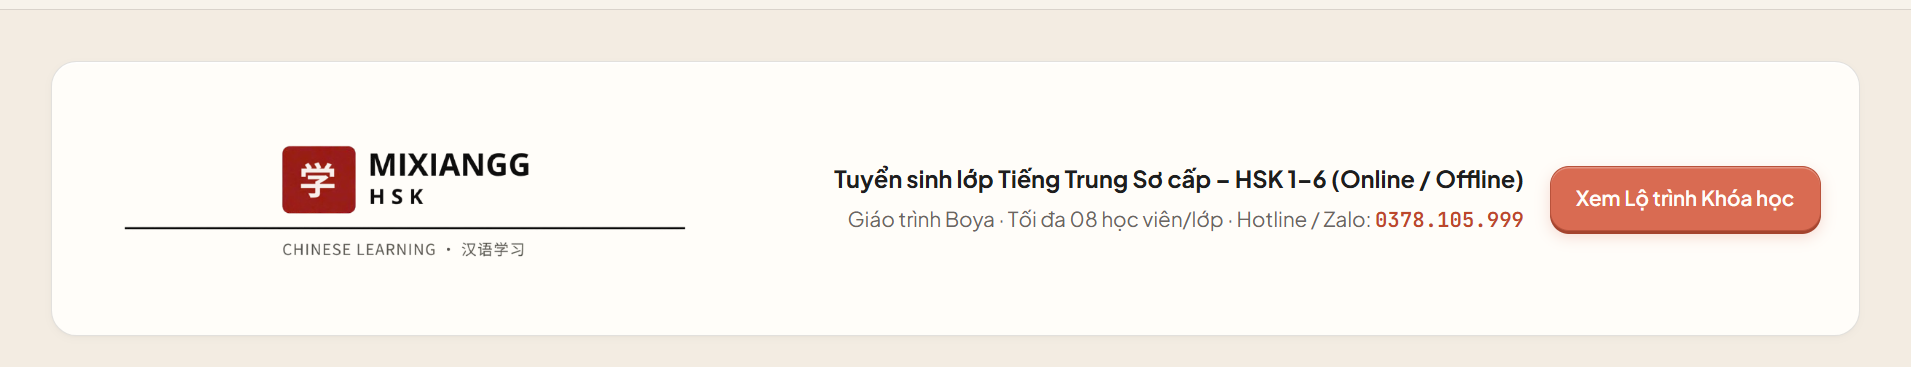 学 MIXIANGG
HSK
CHINESE LEARNING • 汉语学习
Tuyển sinh lớp Tiếng Trung Sơ cấp – HSK 1–6 (Online / Offline)
Giáo trình Boya · Tối đa 08 học viên/lớp · Hotline / Zalo: 0378.105.999
Xem Lộ trình Khóa học